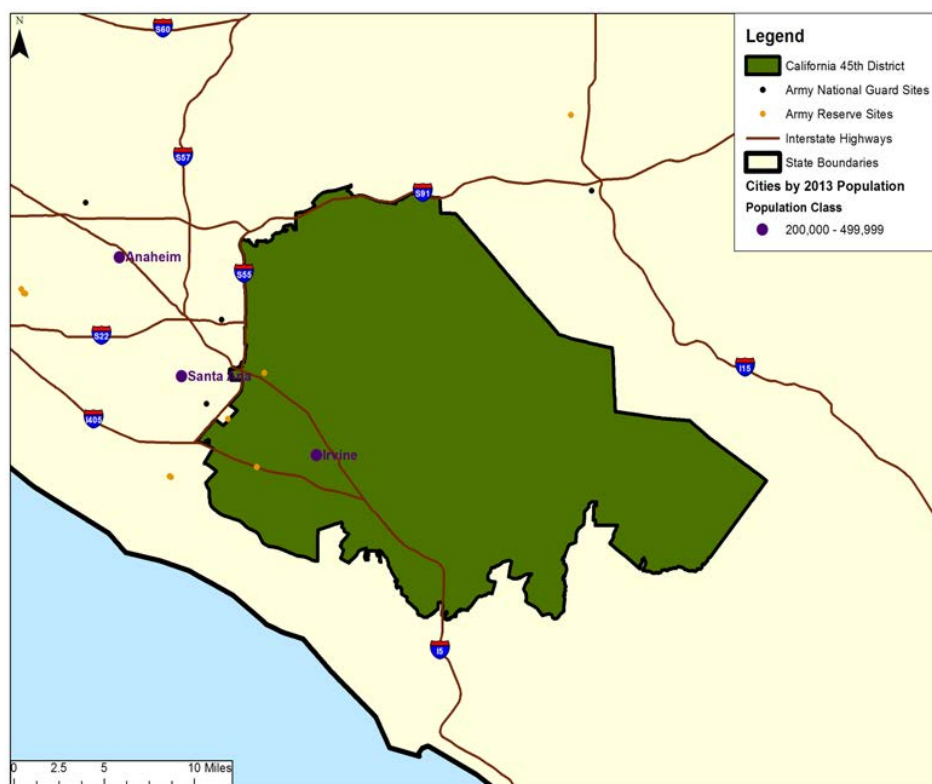 N
S60
S57
S91
Anaheim
S55
S22
Santa Ana
I15
I405
Irvine
I5
0 2.5 5 10 Miles
Legend
California 45th District
Army National Guard Sites
Army Reserve Sites
Interstate Highways
State Boundaries
Cities by 2013 Population
Population Class
200,000 - 499,999